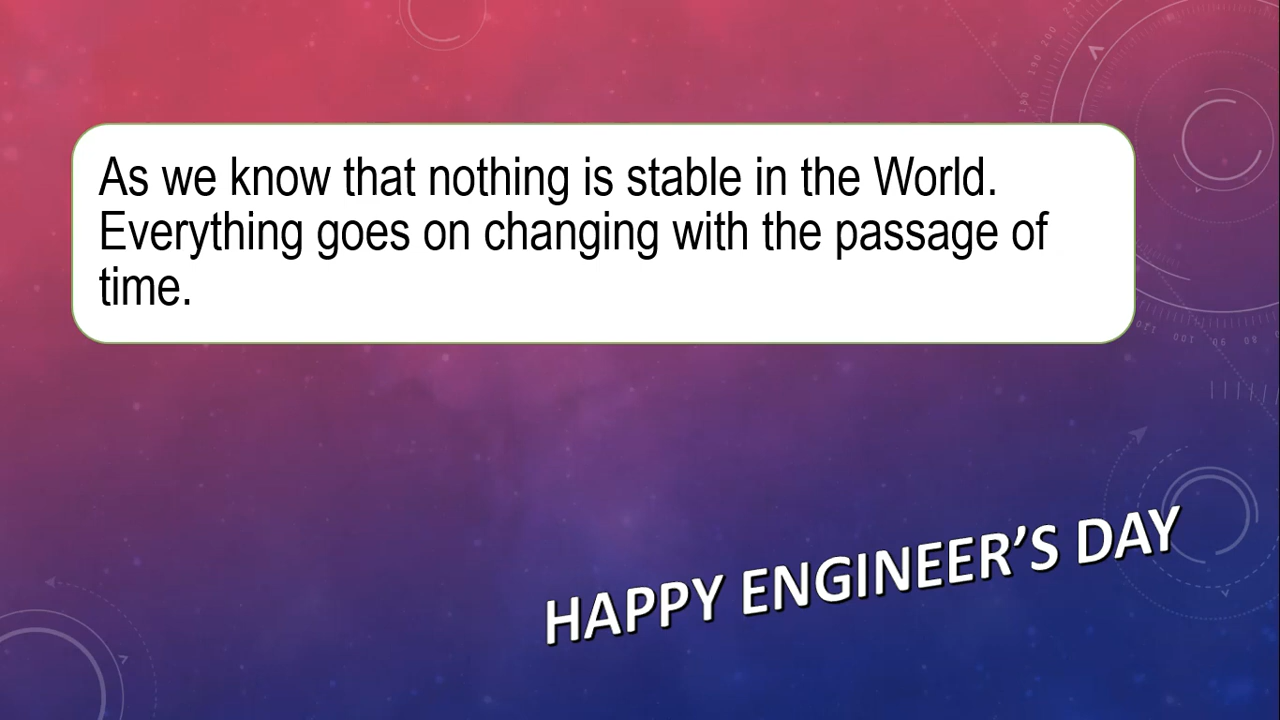 As we know that nothing is stable in the World.
Everything goes on changing with the passage of
time.
HAPPY ENGINEER’S DAY